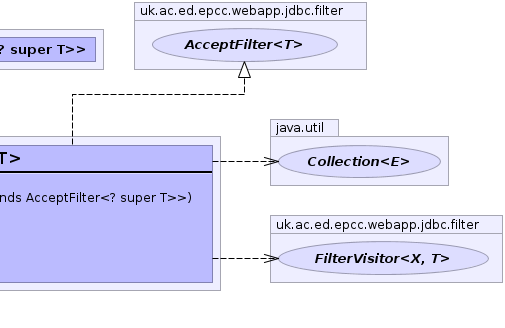 uk.ac.ed.epcc.webapp.jdbc.filter
AcceptFilter<T>
? super T>>
java.util
T>
Collection<E>
nds AcceptFilter<? super T>>)
uk.ac.ed.epcc.webapp.jdbc.filter
FilterVisitor<X, T>